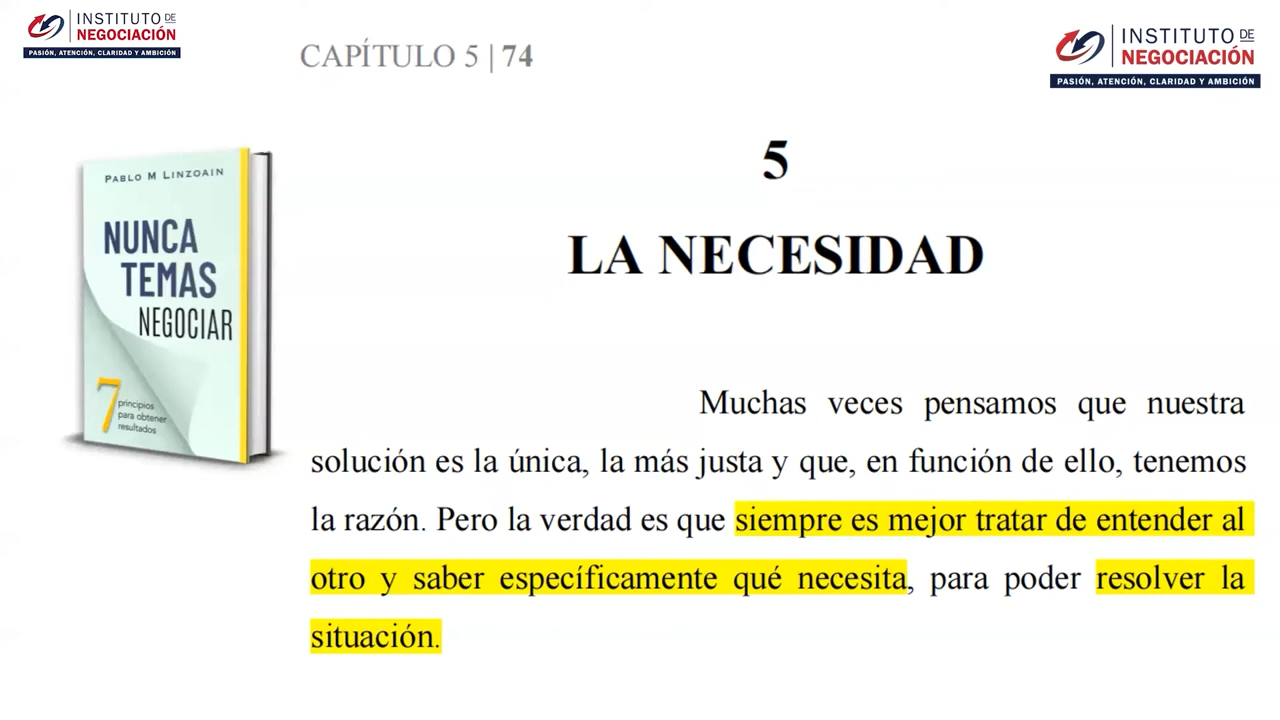 INSTITUTO DE
NEGOCIACIÓN
PASIÓN, ATENCIÓN, CLARIDAD Y AMBICIÓN
CAPÍTULO 5 | 74
INSTITUTO DE
NEGOCIACIÓN
PASIÓN, ATENCIÓN, CLARIDAD Y AMBICIÓN
PABLO M LINZOAIN
NUNCA
TEMAS
NEGOCIAR
7 principios
para obtener
resultados
5
LA NECESIDAD
Muchas veces pensamos que nuestra
solución es la única, la más justa y que, en función de ello, tenemos
la razón. Pero la verdad es que siempre es mejor tratar de entender al
otro y saber específicamente qué necesita, para poder resolver la
situación.